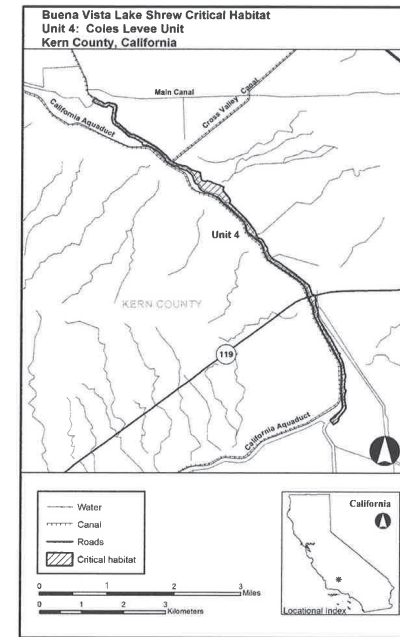 Buena Vista Lake Shrew Critical Habitat
Unit 4: Coles Levee Unit
Kern County, California
Main Canal
Cross Valley Canal
California Aquaduct
Unit 4
KERN COUNTY
119
California Aquaduct
Water
Canal
Roads
Critical habitat
0 1 2 3
Miles
0 1 2 3
Kilometers
California
Locational Index